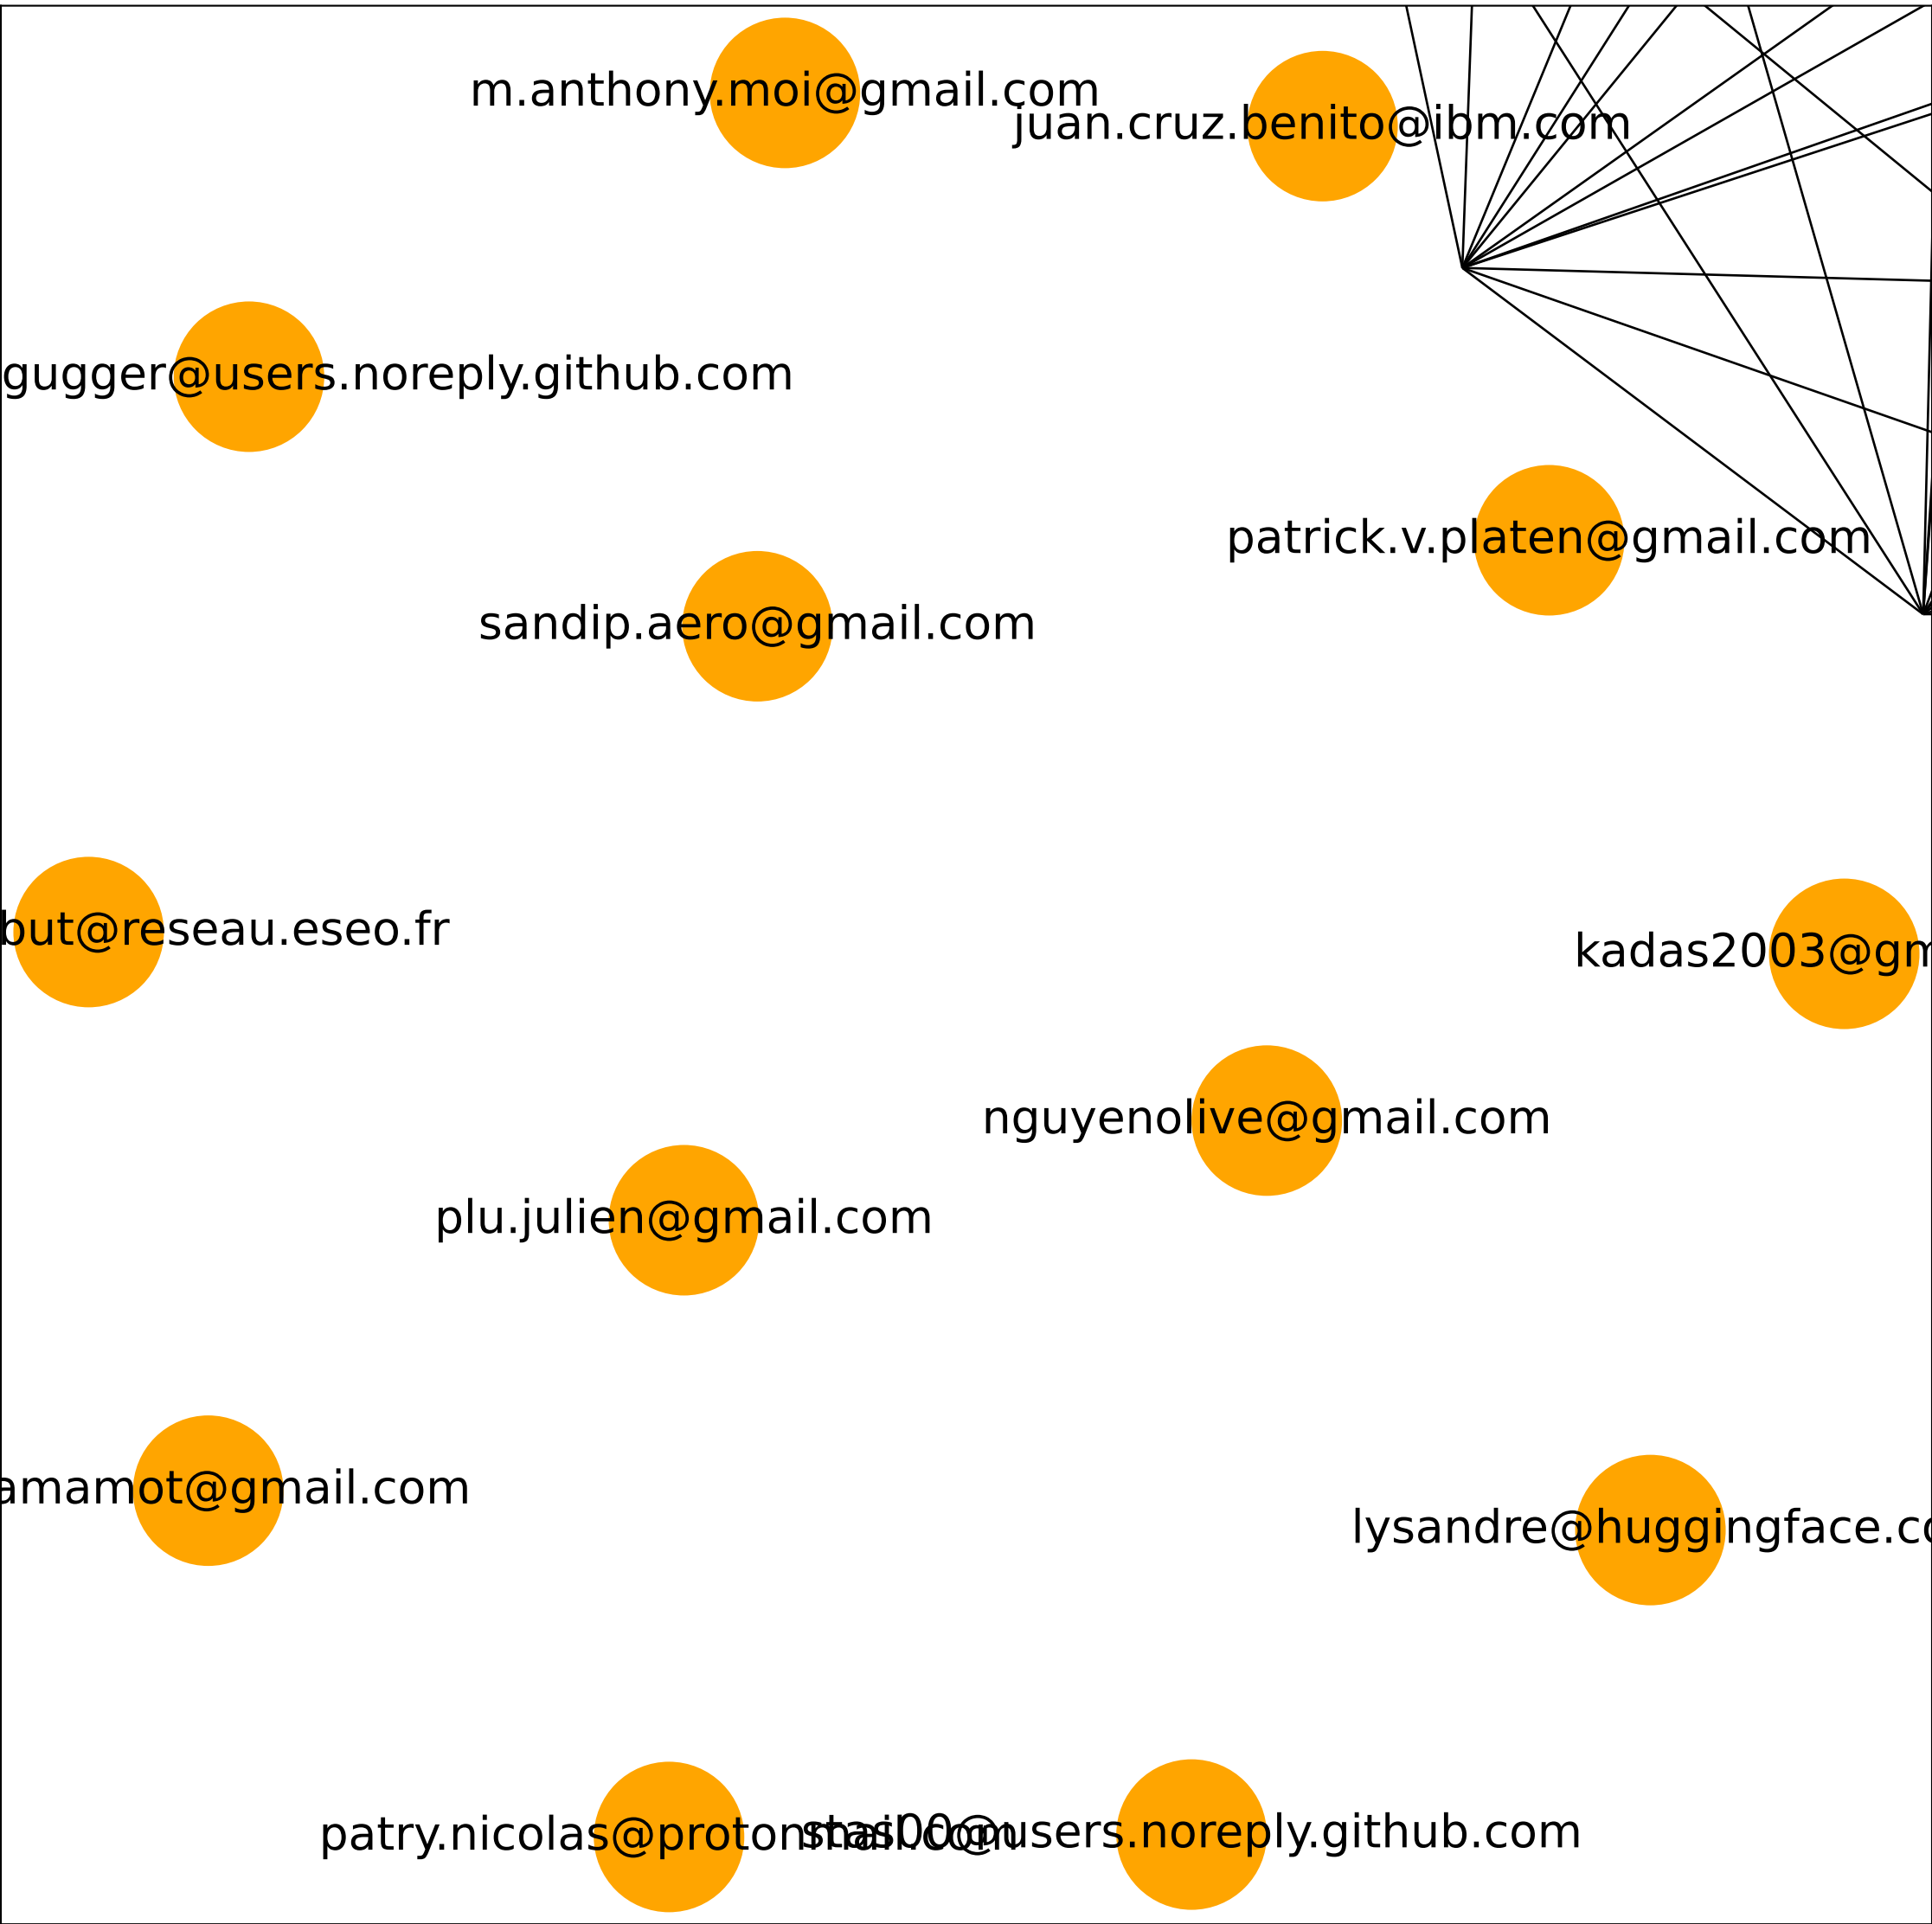 m.anthony.moi@gmail.com
juan.cruz.benito@ibm.com
gugger@users.noreply.github.com
patrick.v.platen@gmail.com
sandip.aero@gmail.com
but@reseau.eseo.fr
kadas2003@gm
nguyenolive@gmail.com
plu.julien@gmail.com
amamot@gmail.com
lysandre@huggingface.co
patry.nicolas@protonmail.com
stas00@users.noreply.github.com